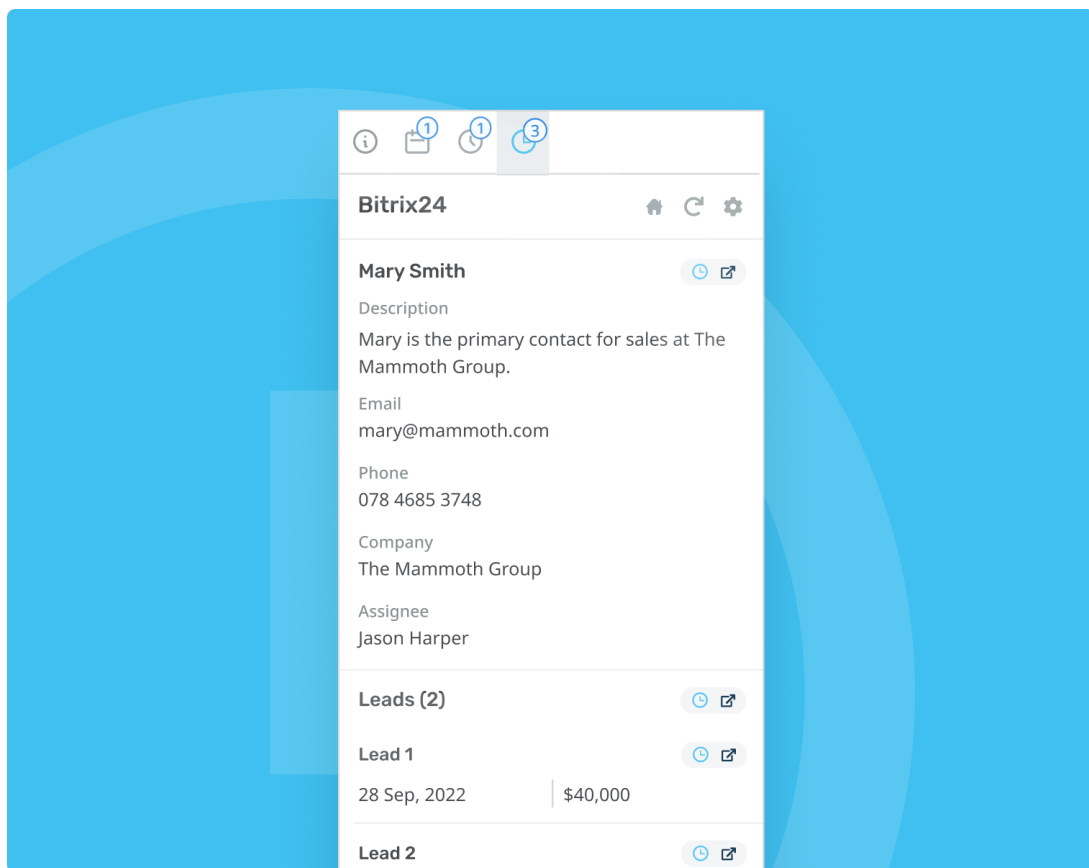 1
1
3
Bitrix24
Mary Smith
Description
Mary is the primary contact for sales at The
Mammoth Group.
Email
mary@mammoth.com
Phone
078 4685 3748
Company
The Mammoth Group
Assignee
Jason Harper
Leads (2)
Lead 1
28 Sep, 2022
$40,000
Lead 2